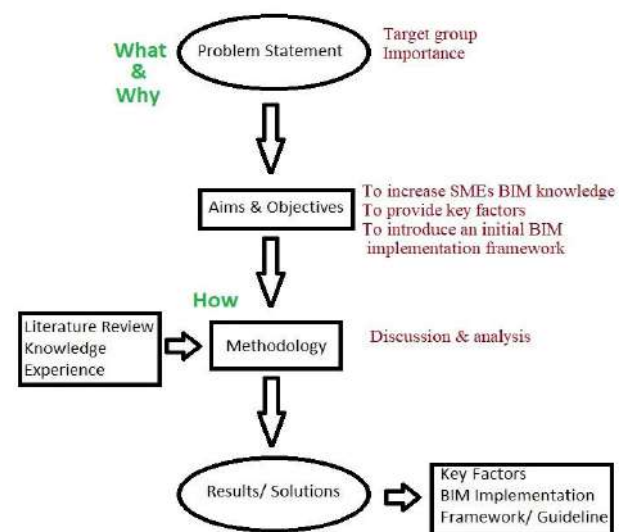 What
&
Why
Problem Statement
Target group
Importance
Aims & Objectives
To increase SMEs BIM knowledge
To provide key factors
To introduce an initial BIM
implementation framework
How
Literature Review
Knowledge
Experience
Methodology
Discussion & analysis
Results/ Solutions
Key Factors
BIM Implementation
Framework/ Guideline